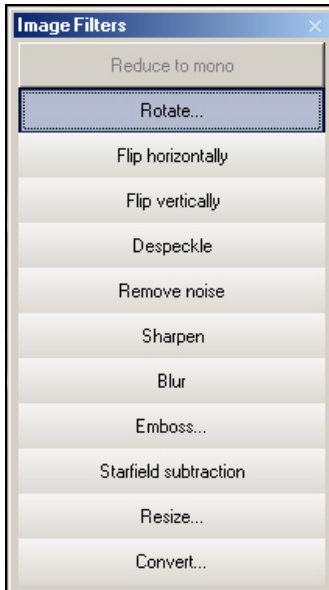 Image Filters
Reduce to mono
Rotate...
Flip horizontally
Flip vertically
Despeckle
Remove noise
Sharpen
Blur
Emboss...
Starfield subtraction
Resize...
Convert...